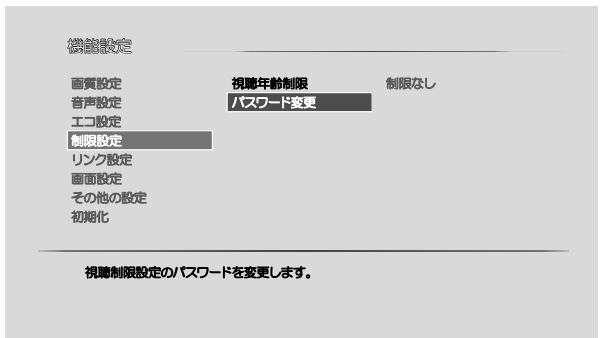 機能設定
画質設定
音声設定
エコ設定
制限設定
リンク設定
画面設定
その他の設定
初期化
視聴年齢制限 制限なし
パスワード変更
視聴制限設定のパスワードを変更します。